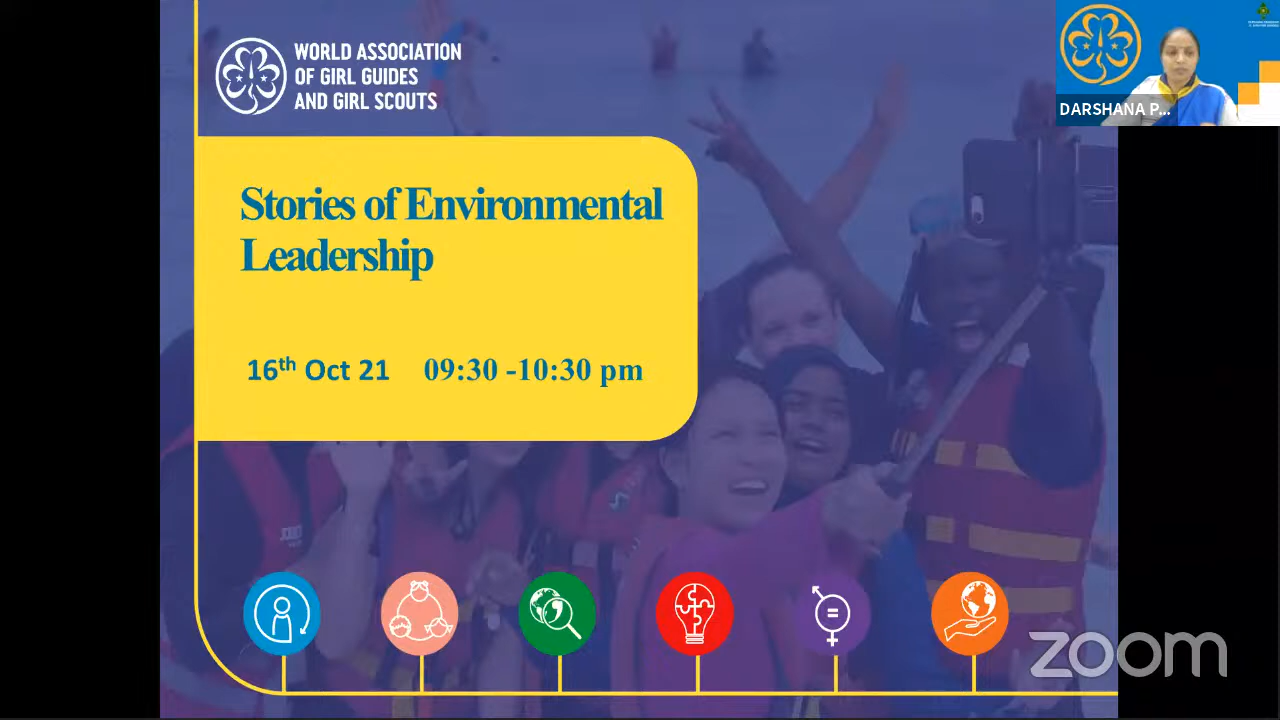 WORLD ASSOCIATION
OF GIRL GUIDES
AND GIRL SCOUTS
DARSHANA P...
Stories of Environmental
Leadership
16th Oct 21 09:30 -10:30 pm
zoom